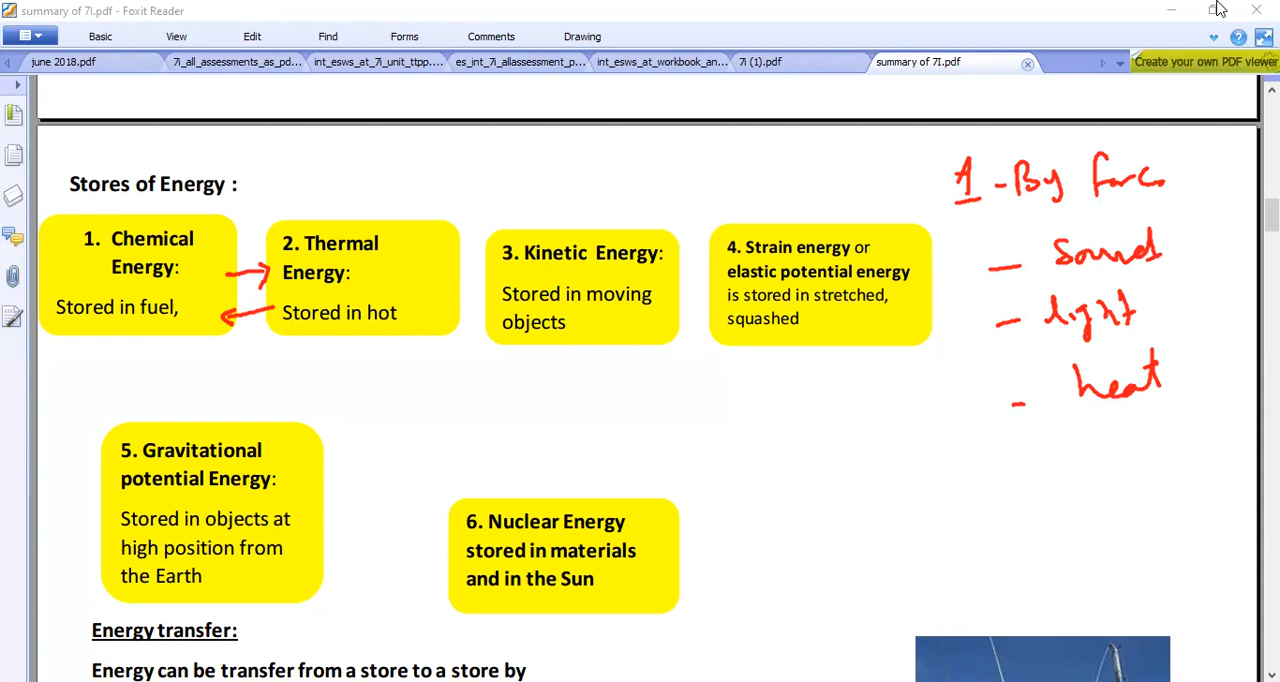 summary of 7I.pdf - Foxit Reader
Basic View Edit Find Forms Comments Drawing
june 2018.pdf 7i_all_assessments_as_pd... int_esws_at_7i_unit_ttpp.... es_int_7i_allassessment_p... int_esws_at_workbook_an... 7i (1).pdf summary of 7I.pdf Create your own PDF viewer
Stores of Energy :
1. Chemical
Energy:
Stored in fuel,
2. Thermal
Energy:
Stored in hot
3. Kinetic Energy:
Stored in moving
objects
4. Strain energy or
elastic potential energy
is stored in stretched,
squashed
1 - By force
- Sound
- light
- heat
5. Gravitational
potential Energy:
Stored in objects at
high position from
the Earth
6. Nuclear Energy
stored in materials
and in the Sun
Energy transfer:
Energy can be transfer from a store to a store by